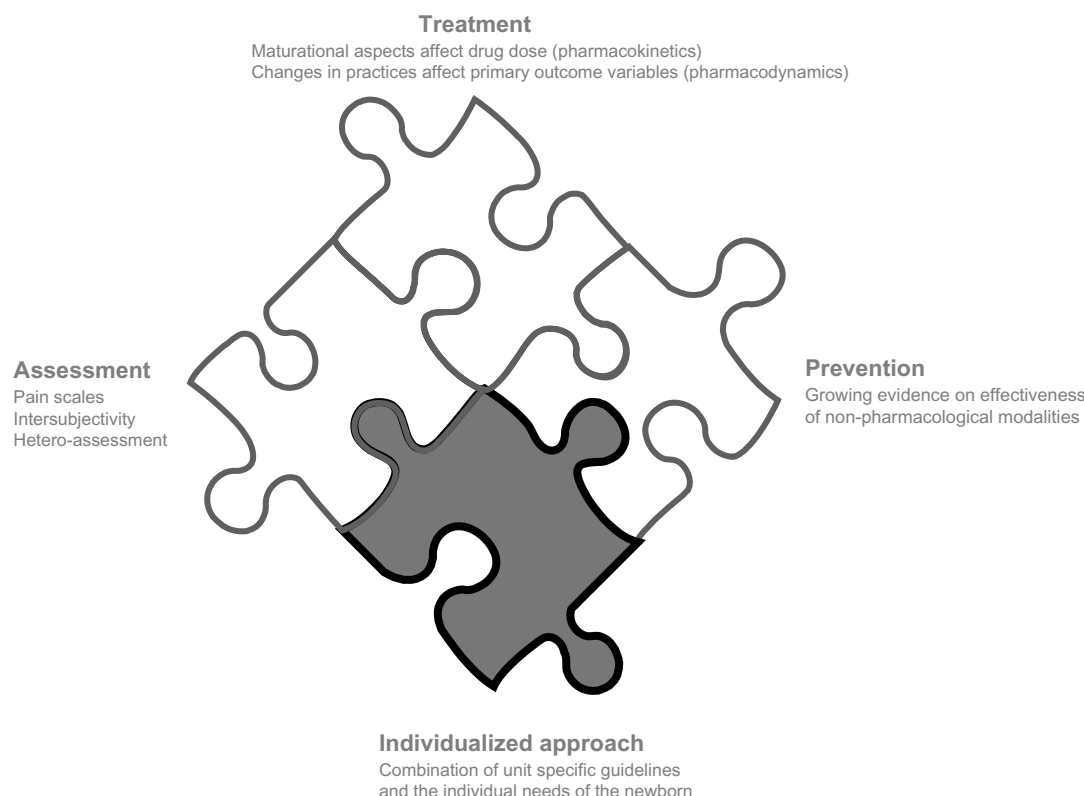 Treatment
Maturational aspects affect drug dose (pharmacokinetics)
Changes in practices affect primary outcome variables (pharmacodynamics)
Assessment
Pain scales
Intersubjectivity
Hetero-assessment
Prevention
Growing evidence on effectiveness
of non-pharmacological modalities
Individualized approach
Combination of unit specific guidelines
and the individual needs of the newborn